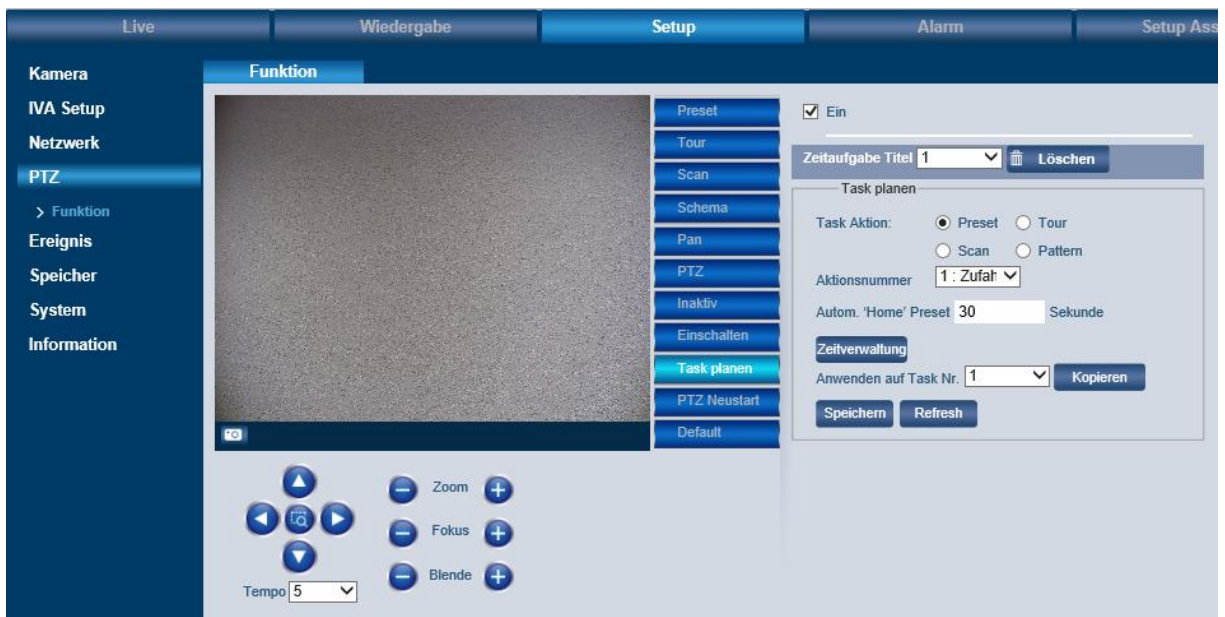 Live
Wiedergabe
Setup
Alarm
Setup Ass
Kamera
IVA Setup
Netzwerk
PTZ
Funktion
Ereignis
Speicher
System
Information
Funktion
Preset
Tour
Scan
Schema
Pan
PTZ
Inaktiv
Einschalten
Task planen
PTZ Neustart
Default
Zoom
Fokus
Blende
Tempo 5
Ein
Zeitaufgabe Titel 1 Löschen
Task planen
Task Aktion: Preset Tour
Scan Pattern
Aktionsnummer 1 : Zufah
Autom. 'Home' Preset 30 Sekunde
Zeitverwaltung
Anwenden auf Task Nr. 1 Kopieren
Speichern Refresh